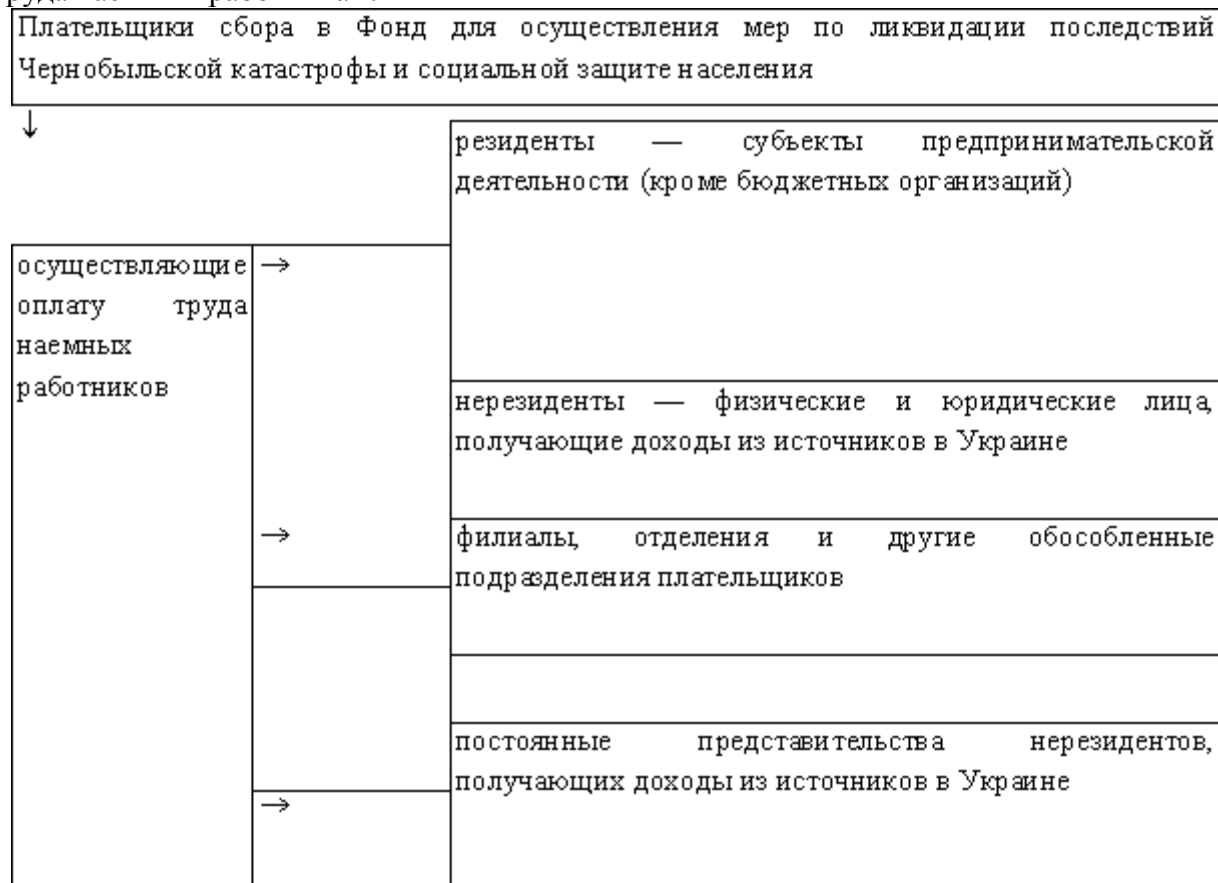 Плательщики сбора в Фонд для осуществления мер по ликвидации последствий
Чернобыльской катастрофы и социальной защите населения
↓
резиденты — субъекты предпринимательской
деятельности (кроме бюджетных организаций)
осуществляющие →
оплату труда
наемных
работников
нерезиденты — физические и юридические лица,
получающие доходы из источников в Украине
→ филиалы, отделения и другие обособленные
подразделения плательщиков
постоянные представительства нерезидентов,
получающих доходы из источников в Украине
→